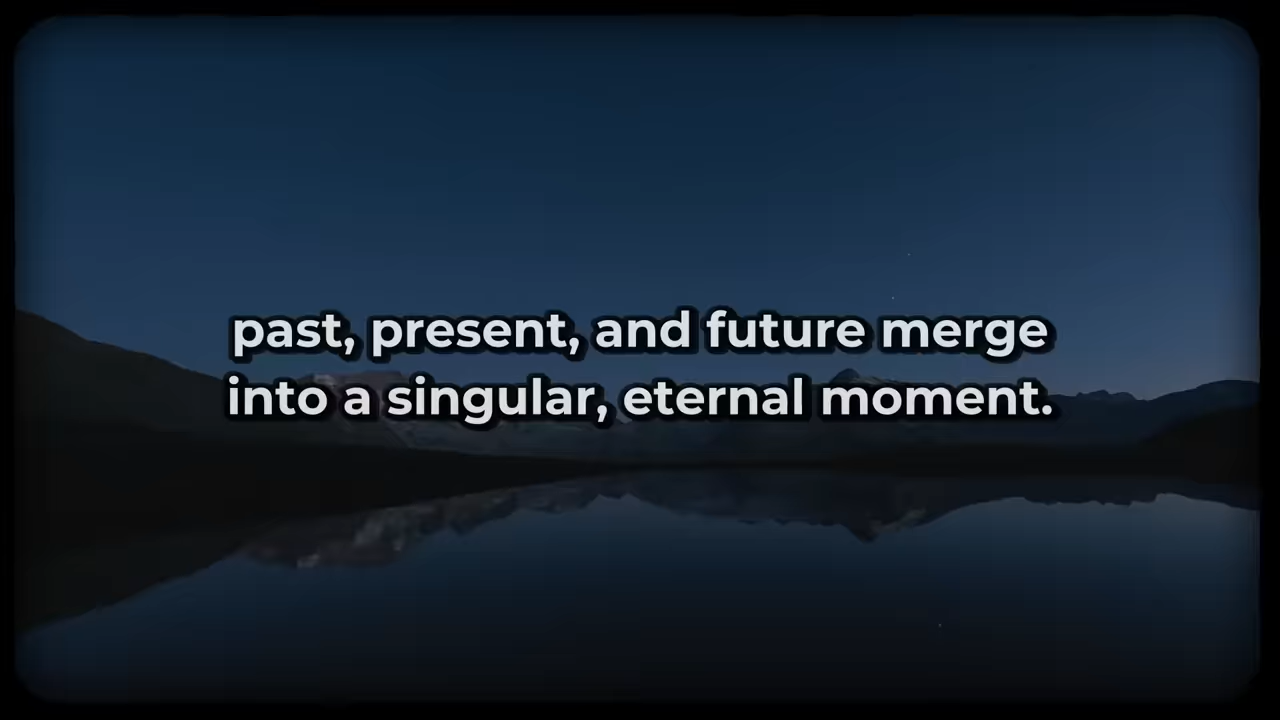 past, present, and future merge
into a singular, eternal moment.